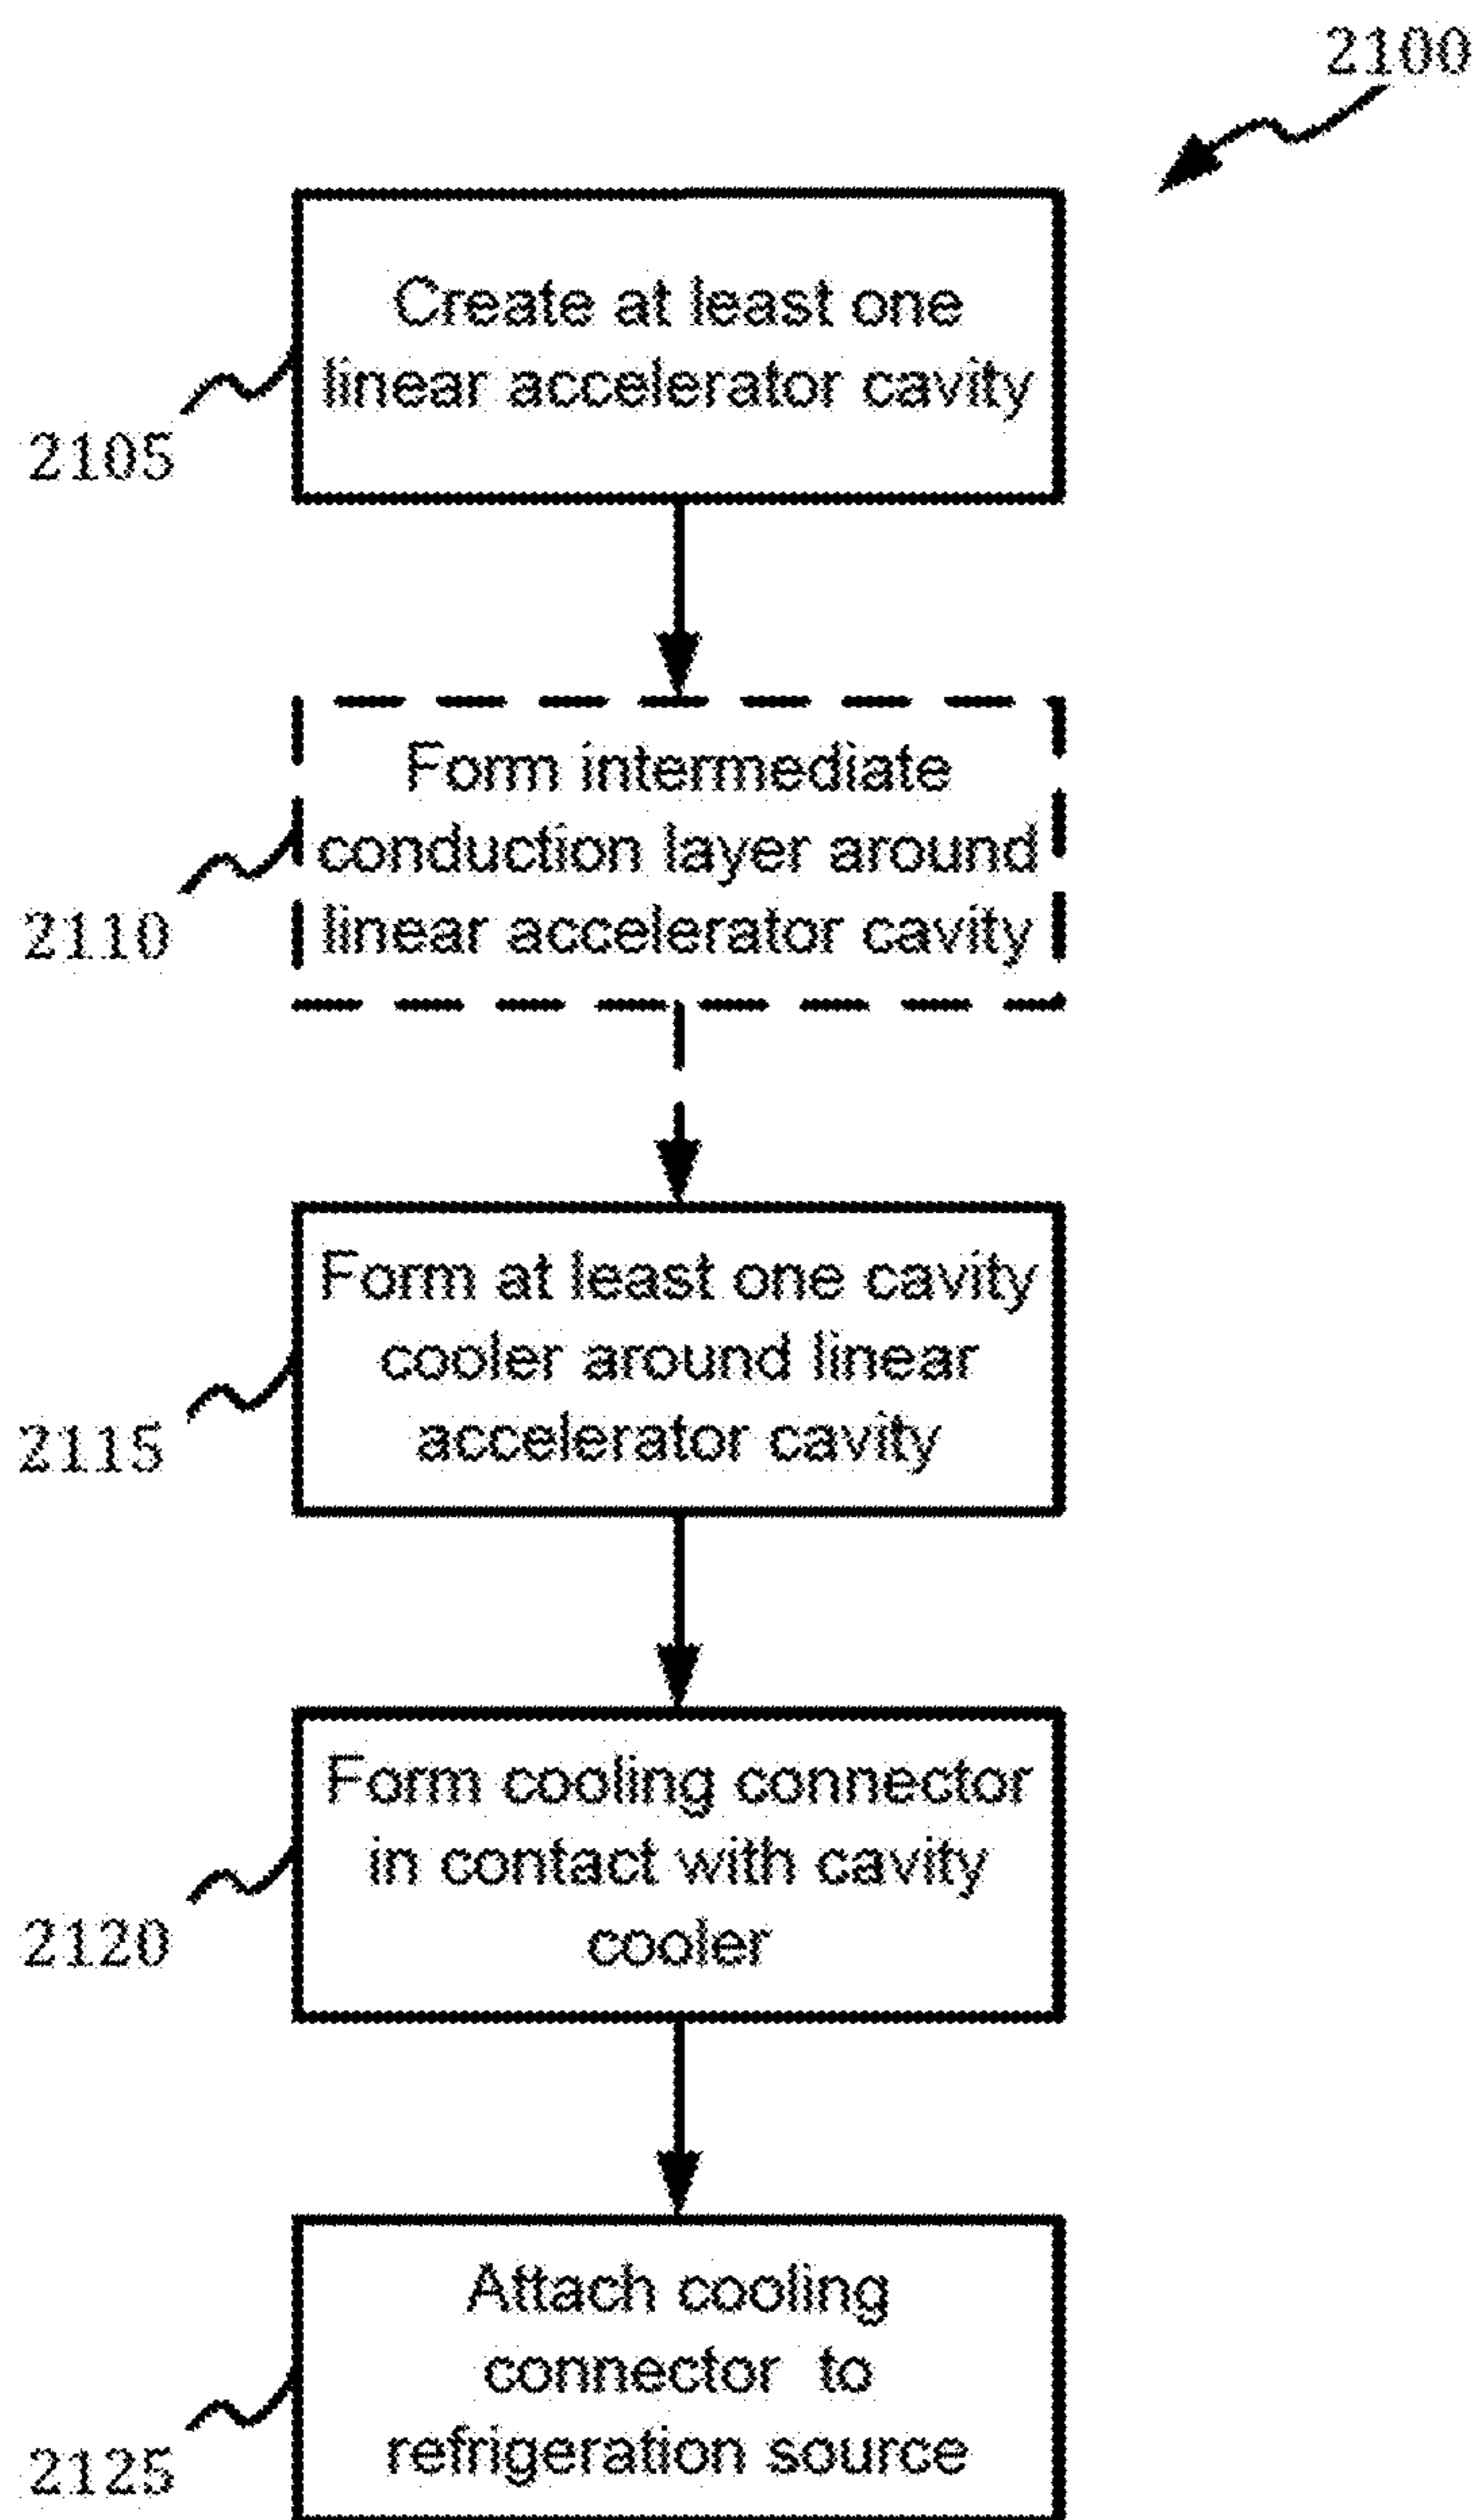 2100
Create at least one
linear accelerator cavity
2105
Form intermediate
conduction layer around
linear accelerator cavity
2110
Form at least one cavity
cooler around linear
accelerator cavity
2115
Form cooling connector
in contact with cavity
cooler
2120
Attach cooling
connector to
refrigeration source
2125